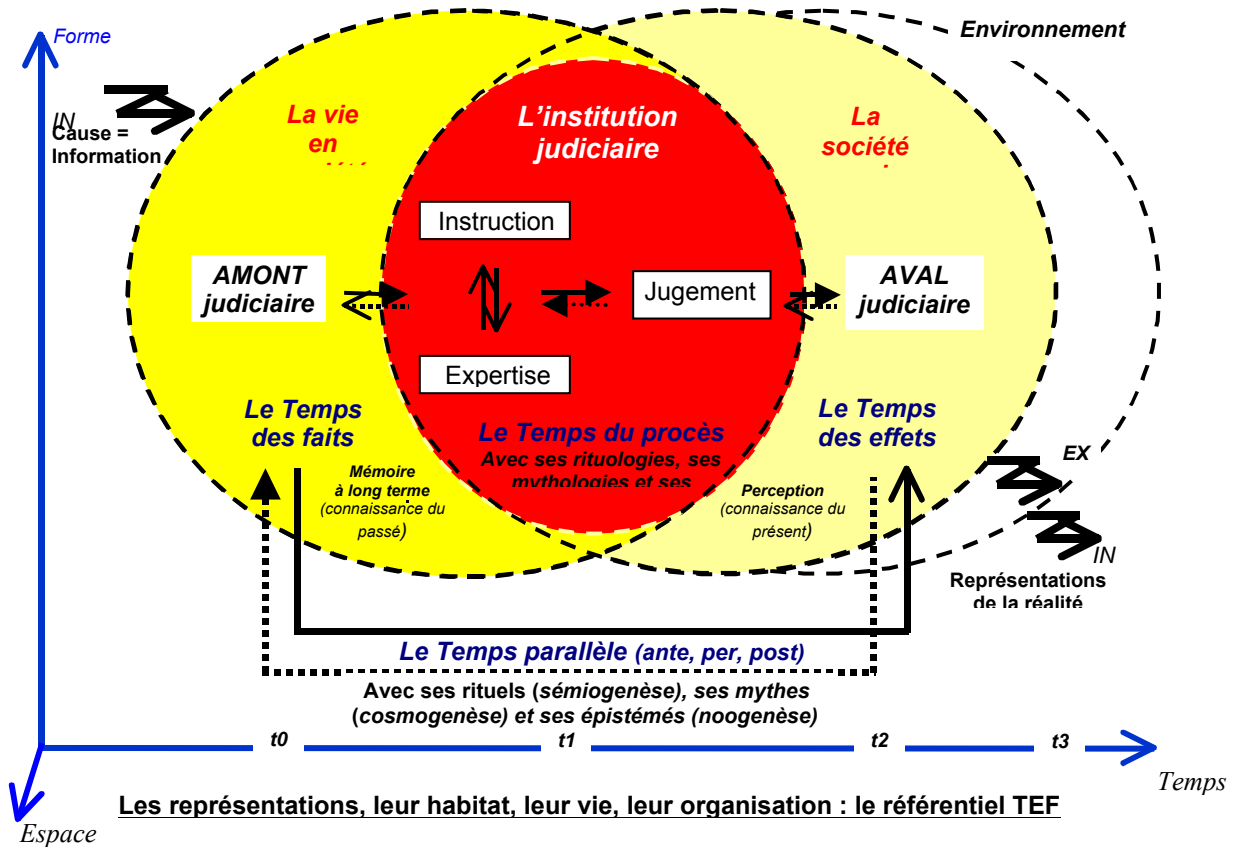 Forme
Environnement
IN
Cause =
Information
La vie
en
L'institution
judiciaire
La
société
Instruction
AMONT
judiciaire
Jugement
AVAL
judiciaire
Expertise
Le Temps
des faits
Le Temps du procès
Avec ses rituologies, ses
mythologies et ses
Le Temps
des effets
Mémoire
à long terme
(connaissance du
passé)
Perception
(connaissance du
présent)
EX
IN
Représentations
de la réalité
Le Temps parallèle (ante, per, post)
Avec ses rituels (sémiogenèse), ses mythes
(cosmogenèse) et ses épistémés (noogenèse)
t0
t1
t2
t3
Temps
Les représentations, leur habitat, leur vie, leur organisation : le référentiel TEF
Espace